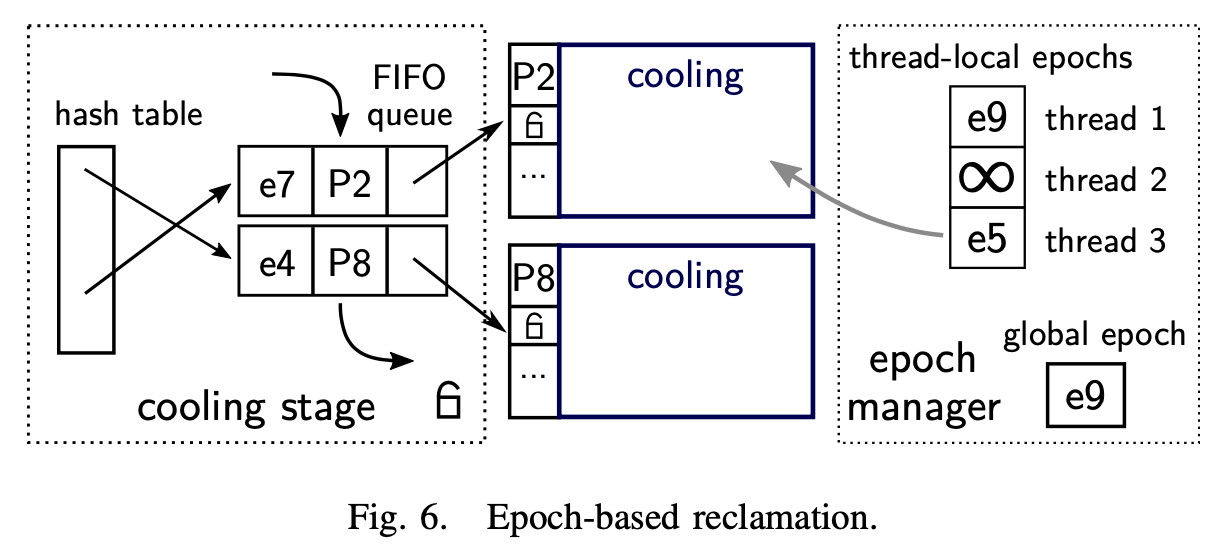 hash table
FIFO
queue
e7 P2
e4 P8
cooling stage
P2
cooling
...
P8
cooling
...
thread-local epochs
e9 thread 1
∞ thread 2
e5 thread 3
global epoch
e9
epoch
manager
Fig. 6. Epoch-based reclamation.